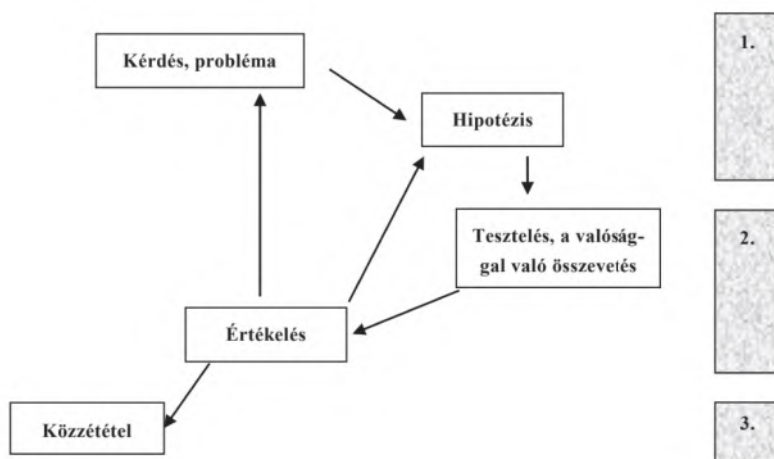 Kérdés, probléma
Hipotézis
Tesztelés, a valóság-
gal való összevetés
Értékelés
Közzététel
1.
2.
3.